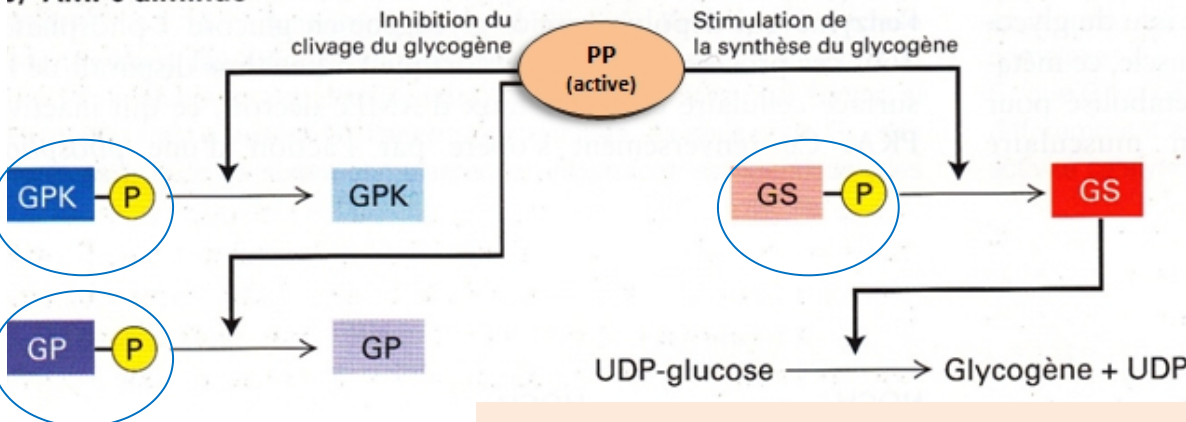 Inhibition du
clivage du glycogène
PP
(active)
Stimulation de
la synthèse du glycogène
GPK
P
GPK
GS
P
GS
GP
P
GP
UDP-glucose
Glycogène + UDP